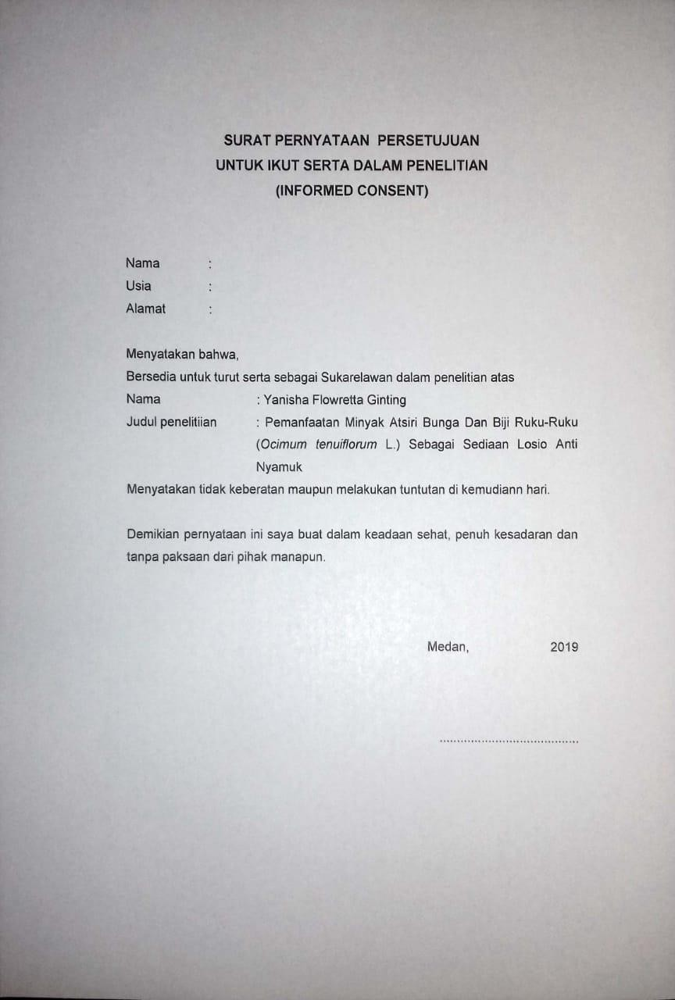 SURAT PERNYATAAN PERSETUJUAN
UNTUK IKUT SERTA DALAM PENELITIAN
(INFORMED CONSENT)
Nama :
Usia :
Alamat :
Menyatakan bahwa,
Bersedia untuk turut serta sebagai Sukarelawan dalam penelitian atas
Nama : Yanisha Flowretta Ginting
Judul penelitiian : Pemanfaatan Minyak Atsiri Bunga Dan Biji Ruku-Ruku
(Ocimum tenuiflorum L.) Sebagai Sediaan Losio Anti
Nyamuk
Menyatakan tidak keberatan maupun melakukan tuntutan di kemudiann hari.
Demikian pernyataan ini saya buat dalam keadaan sehat, penuh kesadaran dan
tanpa paksaan dari pihak manapun.
Medan, 2019
........................................